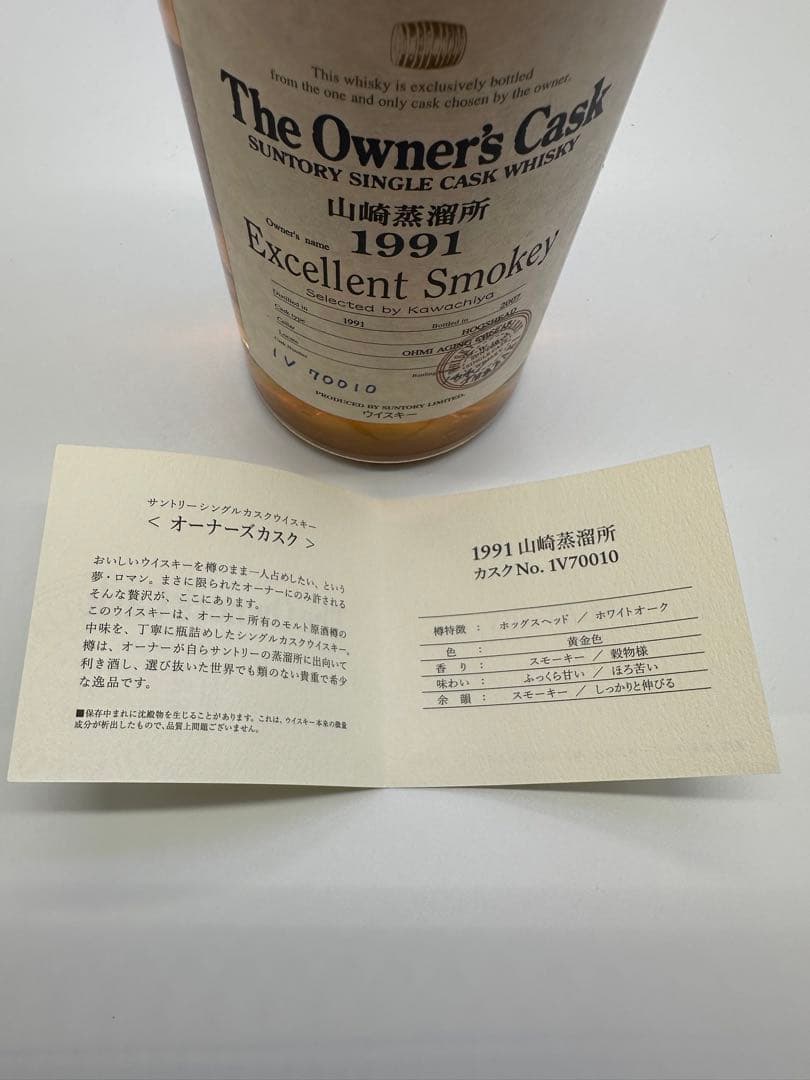 This whisky is exclusively bottled
from the one and only cask chosen by the owner.
The Owner's Cask
SUNTORY SINGLE CASK WHISKY
山崎蒸溜所
Owner's name
1991
Excellent Smokey
Selected by Kawachiya
Distilled in 1991 Bottled in 2007
Cask type HOGSHEAD
Cellar OHMI AGING CELLAR
Cask Number
1V 70010
PRODUCED BY SUNTORY LIMITED.
ウイスキー
サントリーシングルカスクウイスキー
＜オーナーズカスク＞
おいしいウイスキーを樽のまま一人占めしたい、という
夢・ロマン。まさに限られたオーナーにのみ許される
そんな贅沢が、ここにあります。
このウイスキーは、オーナー所有のモルト原酒樽の
中味を、丁寧に瓶詰めしたシングルカスクウイスキー。
樽は、オーナーが自らサントリーの蒸溜所に出向いて
利き酒し、選び抜いた世界でも類のない貴重で希少
な逸品です。
■保存中まれに沈殿物を生じることがあります。これは、ウイスキー本来の微量
成分が析出したもので、品質上問題ございません。
1991 山崎蒸溜所
カスクNo. 1V70010
樽特徴： ホッグスヘッド ／ ホワイトオーク
色： 黄金色
香り： スモーキー ／ 穀物様
味わい： ふっくら甘い ／ ほろ苦い
余韻： スモーキー ／ しっかりと伸びる